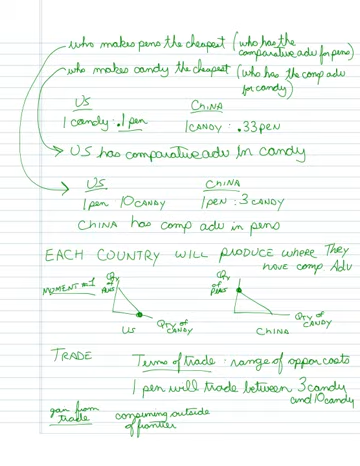 who makes pens the cheapest (who has the
comparative adv for pens)
who makes candy the cheapest (who has the comp adv
for candy)
US
CHINA
1 candy : .1 pen
1 CANDY : .33 PEN
US has comparative adv in candy
US
CHINA
1 pen 10 CANDY
1 PEN : 3 CANDY
CHINA has comp adv in pens
EACH COUNTRY WILL PRODUCE WHERE THEY
HAVE COMP ADV
MOMENT #1
QTY
of
PENS
US
QTY of
CANDY
QTY
of
PENS
CHINA
QTY of
CANDY
TRADE
Terms of trade : range of oppor costs
1 pen will trade between 3 candy
and 10 candy
gain from
trade
consuming outside
of frontier